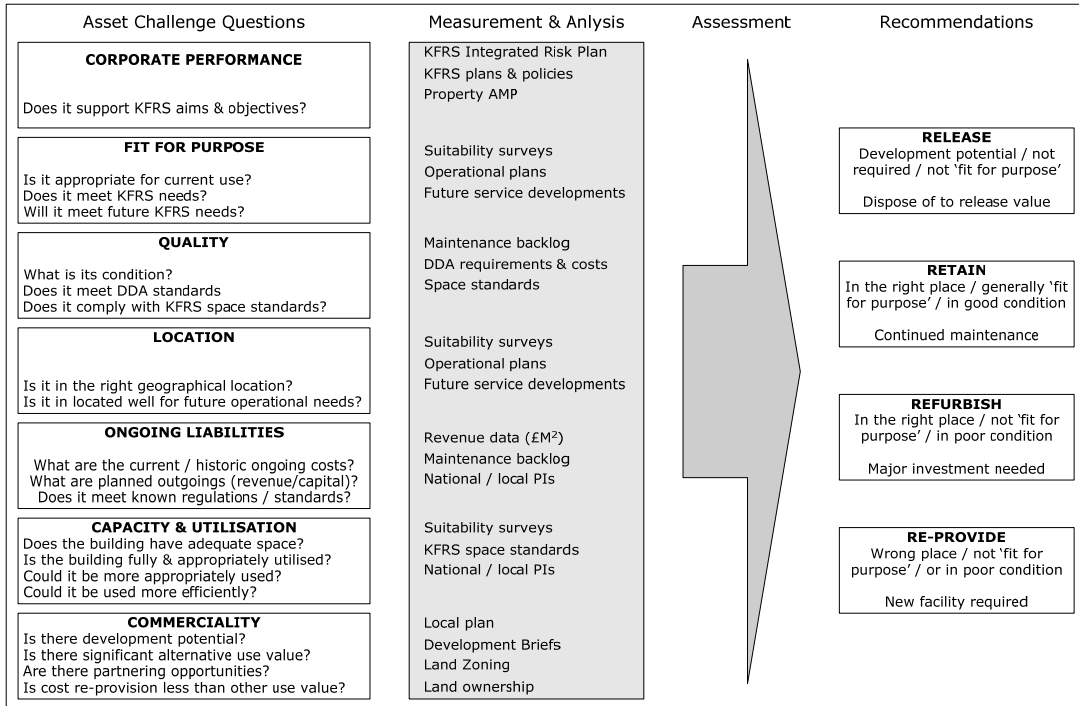 Asset Challenge Questions
Measurement & Anlysis
Assessment
Recommendations
CORPORATE PERFORMANCE
Does it support KFRS aims & objectives?
FIT FOR PURPOSE
Is it appropriate for current use?
Does it meet KFRS needs?
Will it meet future KFRS needs?
QUALITY
What is its condition?
Does it meet DDA standards
Does it comply with KFRS space standards?
LOCATION
Is it in the right geographical location?
Is it in located well for future operational needs?
ONGOING LIABILITIES
What are the current / historic ongoing costs?
What are planned outgoings (revenue/capital)?
Does it meet known regulations / standards?
CAPACITY & UTILISATION
Does the building have adequate space?
Is the building fully & appropriately utilised?
Could it be more appropriately used?
Could it be used more efficiently?
COMMERCIALITY
Is there development potential?
Is there significant alternative use value?
Are there partnering opportunities?
Is cost re-provision less than other use value?
KFRS Integrated Risk Plan
KFRS plans & policies
Property AMP
Suitability surveys
Operational plans
Future service developments
Maintenance backlog
DDA requirements & costs
Space standards
Suitability surveys
Operational plans
Future service developments
Revenue data (£M²)
Maintenance backlog
National / local PIs
Suitability surveys
KFRS space standards
National / local PIs
Local plan
Development Briefs
Land Zoning
Land ownership
RELEASE
Development potential / not
required / not ‘fit for purpose’
Dispose of to release value
RETAIN
In the right place / generally ‘fit
for purpose’ / in good condition
Continued maintenance
REFURBISH
In the right place / not ‘fit for
purpose’ / in poor condition
Major investment needed
RE-PROVIDE
Wrong place / not ‘fit for
purpose’ / or in poor condition
New facility required